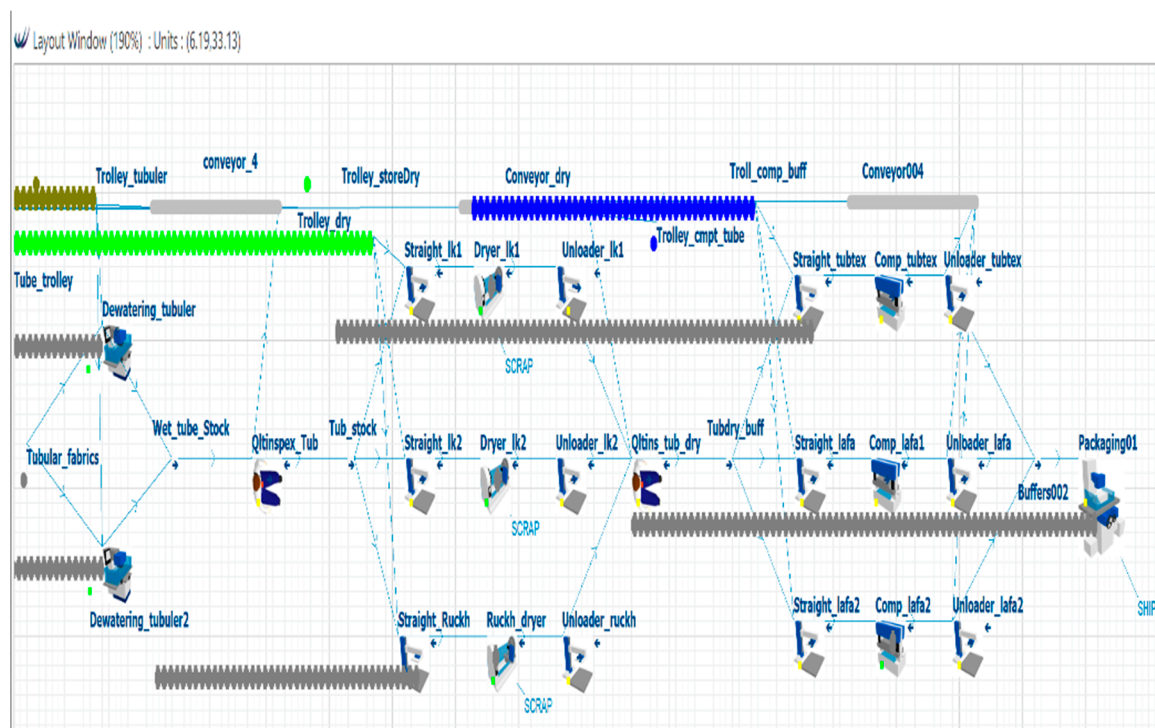 Layout Window (190%) : Units : (6.19,33.13)
conveyor_4
Trolley_tubuler
Trolley_storeDry
Conveyor_dry
Troll_comp_buff
Conveyor004
Trolley_dry
Trolley_cmpt_tube
Straight_lk1
Dryer_lk1
Unloader_lk1
Straight_tubtex
Comp_tubtex
Unloader_tubtex
Tube_trolley
Dewatering_tubuler
SCRAP
Wet_tube_Stock
Tub_stock
Tubdry_buff
Tubular_fabrics
Qltinspex_Tub
Straight_lk2
Dryer_lk2
Unloader_lk2
Qltins_tub_dry
Straight_lafa
Comp_lafa1
Unloader_lafa
Packaging01
Buffers002
SCRAP
Dewatering_tubuler2
Straight_Ruckh
Ruckh_dryer
Unloader_ruckh
Straight_lafa2
Comp_lafa2
Unloader_lafa2
SHIP
SCRAP